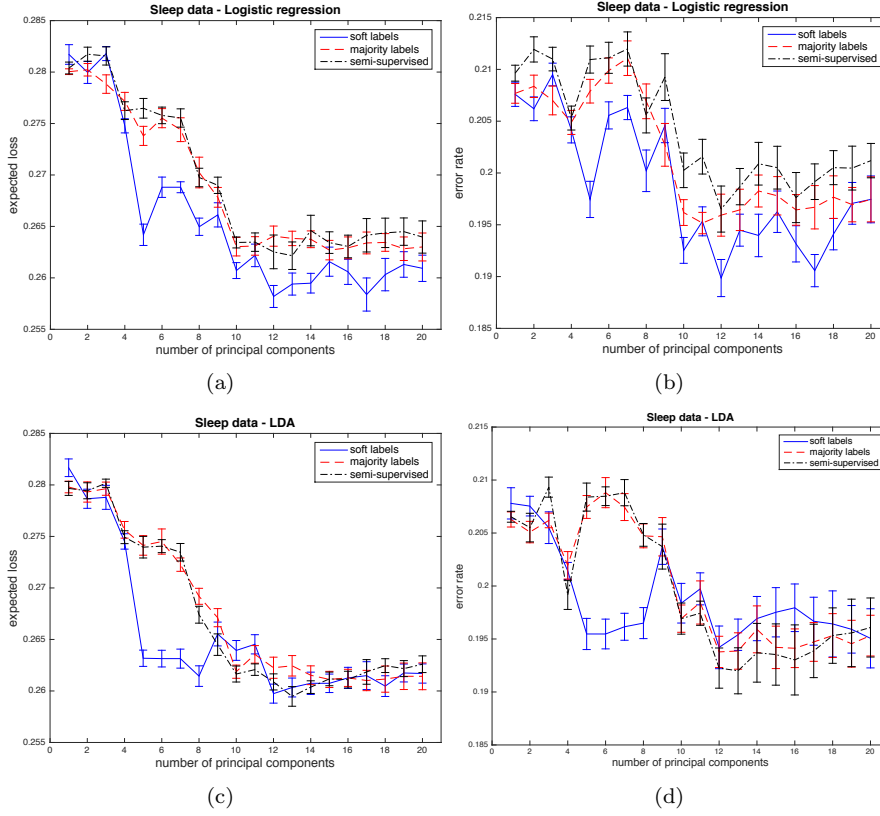 Sleep data - Logistic regression
0.285
0.28
0.275
0.27
0.265
0.26
0.255
expected loss
soft labels
majority labels
semi-supervised
0 2 4 6 8 10 12 14 16 18 20
number of principal components
(a)
Sleep data - Logistic regression
0.215
0.21
0.205
0.2
0.195
0.19
0.185
error rate
soft labels
majority labels
semi-supervised
0 2 4 6 8 10 12 14 16 18 20
number of principal components
(b)
Sleep data - LDA
0.285
0.28
0.275
0.27
0.265
0.26
0.255
expected loss
soft labels
majority labels
semi-supervised
0 2 4 6 8 10 12 14 16 18 20
number of principal components
(c)
Sleep data - LDA
0.215
0.21
0.205
0.2
0.195
0.19
0.185
error rate
soft labels
majority labels
semi-supervised
0 2 4 6 8 10 12 14 16 18 20
number of principal components
(d)